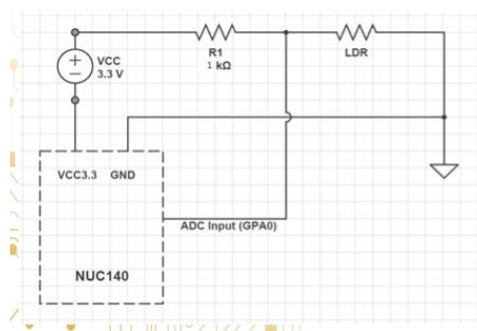 VCC
3.3 V
R1
1 kΩ
LDR
VCC3.3 GND
ADC Input (GPA0)
NUC140